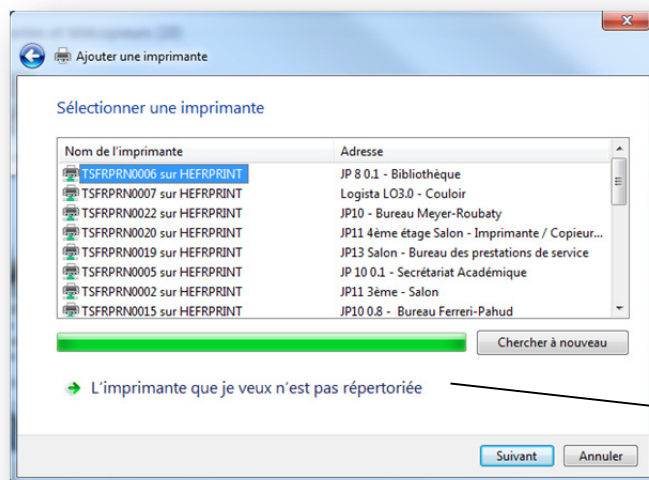 Ajouter une imprimante
Sélectionner une imprimante
Nom de l'imprimante Adresse
TSFRPRN0006 sur HEFRPRINT JP 8 0.1 - Bibliothèque
TSFRPRN0007 sur HEFRPRINT Logista LO3.0 - Couloir
TSFRPRN0022 sur HEFRPRINT JP10 - Bureau Meyer-Roubaty
TSFRPRN0020 sur HEFRPRINT JP11 4ème étage Salon - Imprimante / Copieur...
TSFRPRN0019 sur HEFRPRINT JP13 Salon - Bureau des prestations de service
TSFRPRN0005 sur HEFRPRINT JP 10 0.1 - Secrétariat Académique
TSFRPRN0002 sur HEFRPRINT JP11 3ème - Salon
TSFRPRN0015 sur HEFRPRINT JP10 0.8 - Bureau Ferreri-Pahud
Chercher à nouveau
L'imprimante que je veux n'est pas répertoriée
Suivant Annuler